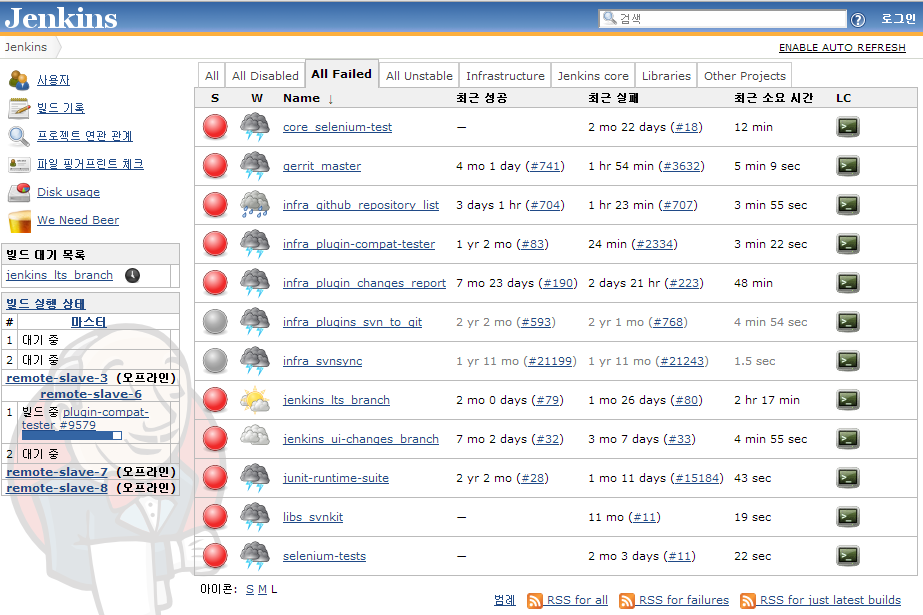 Jenkins
검색
?
로그인
Jenkins
ENABLE AUTO REFRESH
사용자
빌드 기록
프로젝트 연관 관계
파일 핑거프린트 체크
Disk usage
We Need Beer
빌드 대기 목록
jenkins_lts_branch
빌드 실행 상태
# 마스터
1 대기 중
2 대기 중
remote-slave-3 (오프라인)
remote-slave-6
1 빌드 중 plugin-compat-
tester #9579
2 대기 중
remote-slave-7 (오프라인)
remote-slave-8 (오프라인)
All All Disabled All Failed All Unstable Infrastructure Jenkins core Libraries Other Projects
S W Name ↓ 최근 성공 최근 실패 최근 소요 시간 LC
core_selenium-test — 2 mo 22 days (#18) 12 min
gerrit_master 4 mo 1 day (#741) 1 hr 54 min (#3632) 5 min 9 sec
infra_github_repository_list 3 days 1 hr (#704) 1 hr 23 min (#707) 3 min 55 sec
infra_plugin-compat-tester 1 yr 2 mo (#83) 24 min (#2334) 3 min 22 sec
infra_plugin_changes_report 7 mo 23 days (#190) 2 days 21 hr (#223) 48 min
infra_plugins_svn_to_git 2 yr 2 mo (#593) 2 yr 1 mo (#768) 4 min 54 sec
infra_svnsync 1 yr 11 mo (#21199) 1 yr 11 mo (#21243) 1.5 sec
jenkins_lts_branch 2 mo 0 days (#79) 1 mo 26 days (#80) 2 hr 17 min
jenkins_ui-changes_branch 7 mo 2 days (#32) 3 mo 7 days (#33) 4 min 55 sec
junit-runtime-suite 2 yr 2 mo (#28) 1 mo 11 days (#15184) 43 sec
libs_svnkit — 11 mo (#11) 19 sec
selenium-tests — 2 mo 3 days (#11) 22 sec
아이콘: S M L
범례 RSS for all RSS for failures RSS for just latest builds